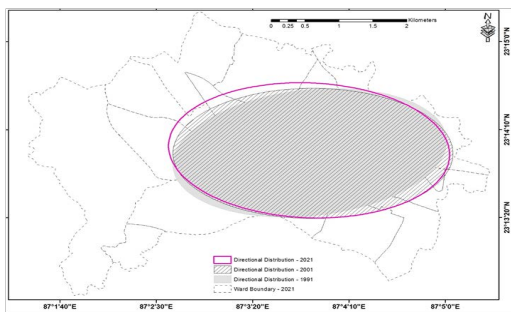 N
Kilometers
0 0.25 0.5 1 1.5 2
23°15'0"N
23°14'10"N
23°13'20"N
Directional Distribution - 2021
Directional Distribution - 2001
Directional Distribution - 1991
Ward Boundary - 2021
87°1'40"E 87°2'30"E 87°3'20"E 87°4'10"E 87°5'0"E